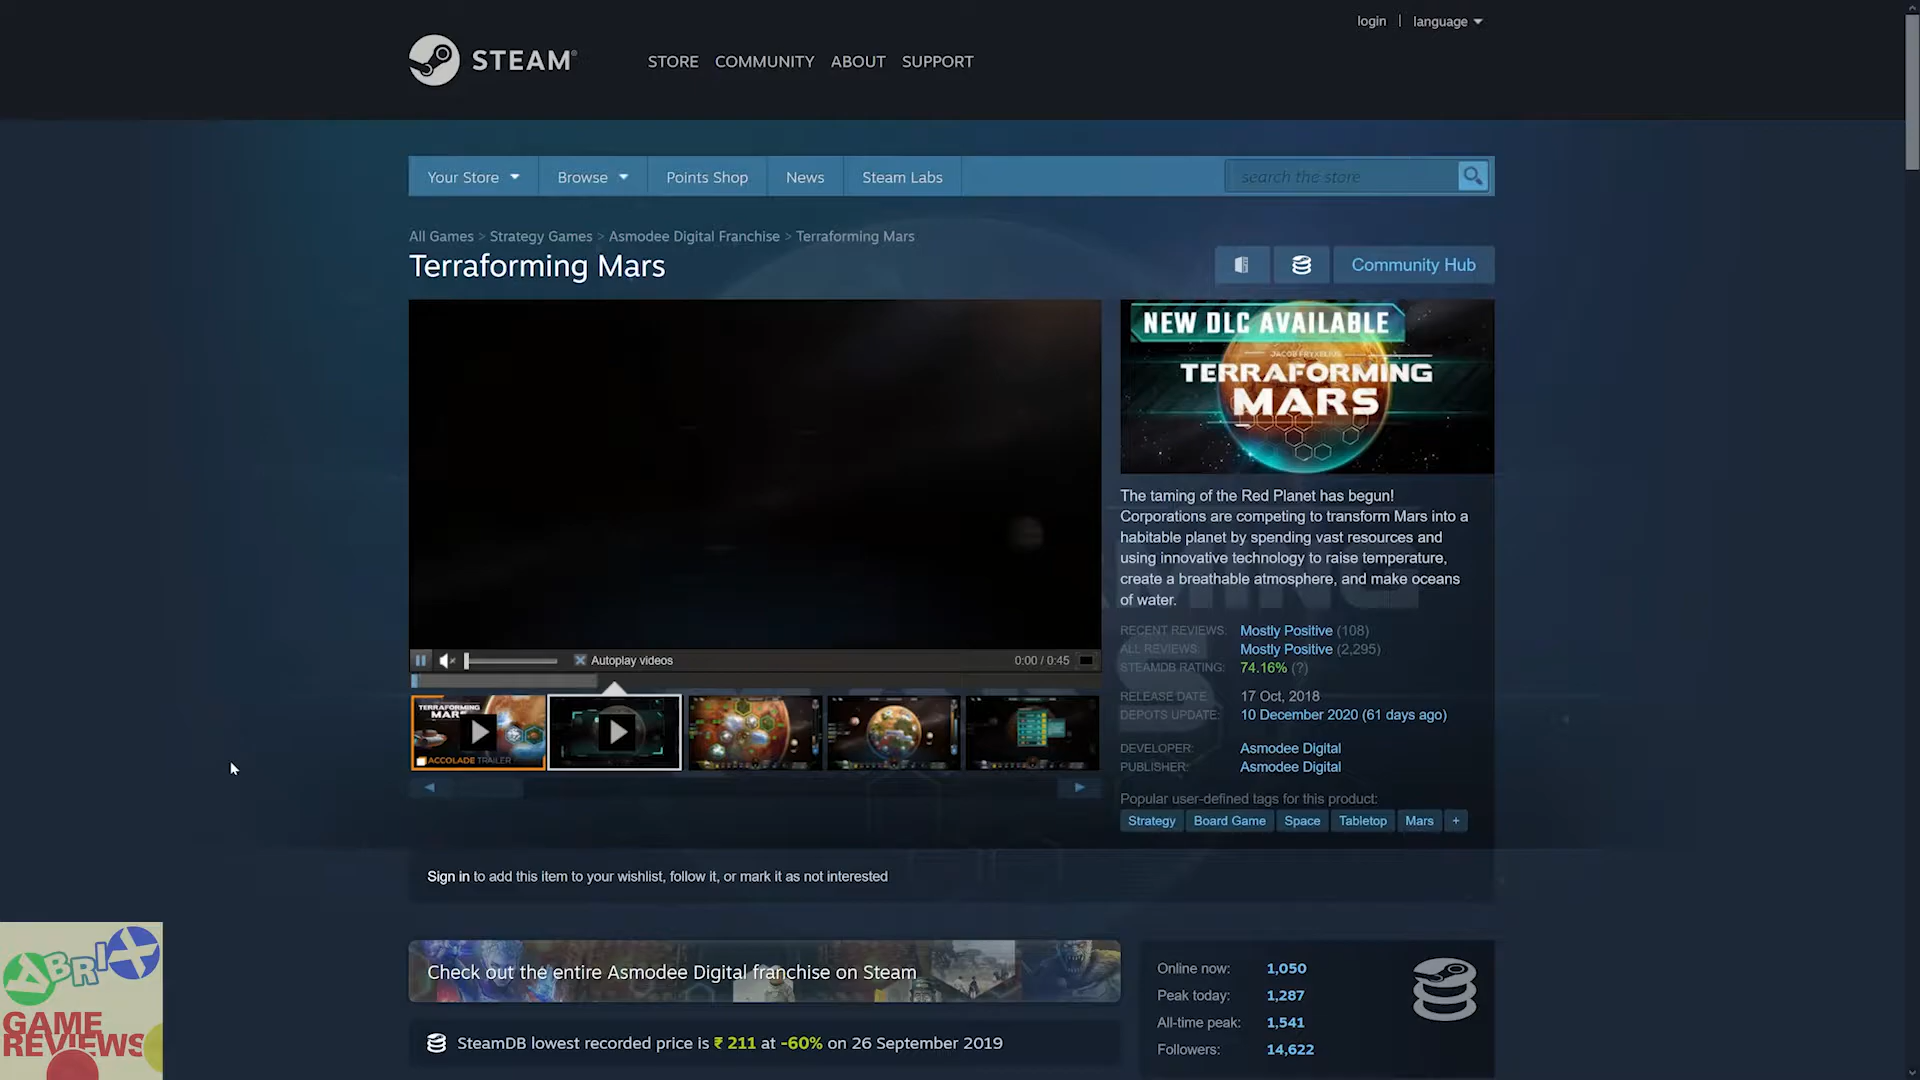 login | language
STEAM®
STORE COMMUNITY ABOUT SUPPORT
Your Store Browse Points Shop News Steam Labs search the store
All Games > Strategy Games > Asmodee Digital Franchise > Terraforming Mars
Terraforming Mars
Community Hub
NEW DLC AVAILABLE
JACOB FRYXELIUS
TERRAFORMING
MARS
The taming of the Red Planet has begun!
Corporations are competing to transform Mars into a
habitable planet by spending vast resources and
using innovative technology to raise temperature,
create a breathable atmosphere, and make oceans
of water.
RECENT REVIEWS: Mostly Positive (108)
ALL REVIEWS: Mostly Positive (2,295)
STEAMDB RATING: 74.16% (?)
RELEASE DATE: 17 Oct, 2018
DEPOTS UPDATE: 10 December 2020 (61 days ago)
DEVELOPER: Asmodee Digital
PUBLISHER: Asmodee Digital
Popular user-defined tags for this product:
Strategy Board Game Space Tabletop Mars +
Autoplay videos 0:00 / 0:45
TERRAFORMING
MARS
ACCOLADE TRAILER
Sign in to add this item to your wishlist, follow it, or mark it as not interested
Check out the entire Asmodee Digital franchise on Steam
SteamDB lowest recorded price is ₹ 211 at -60% on 26 September 2019
Online now: 1,050
Peak today: 1,287
All-time peak: 1,541
Followers: 14,622
ABRIX
GAME
REVIEWS